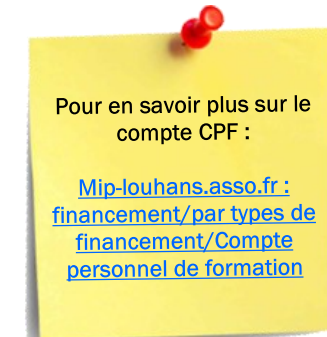 Pour en savoir plus sur le
compte CPF :
Mip-louhans.asso.fr :
financement/par types de
financement/Compte
personnel de formation